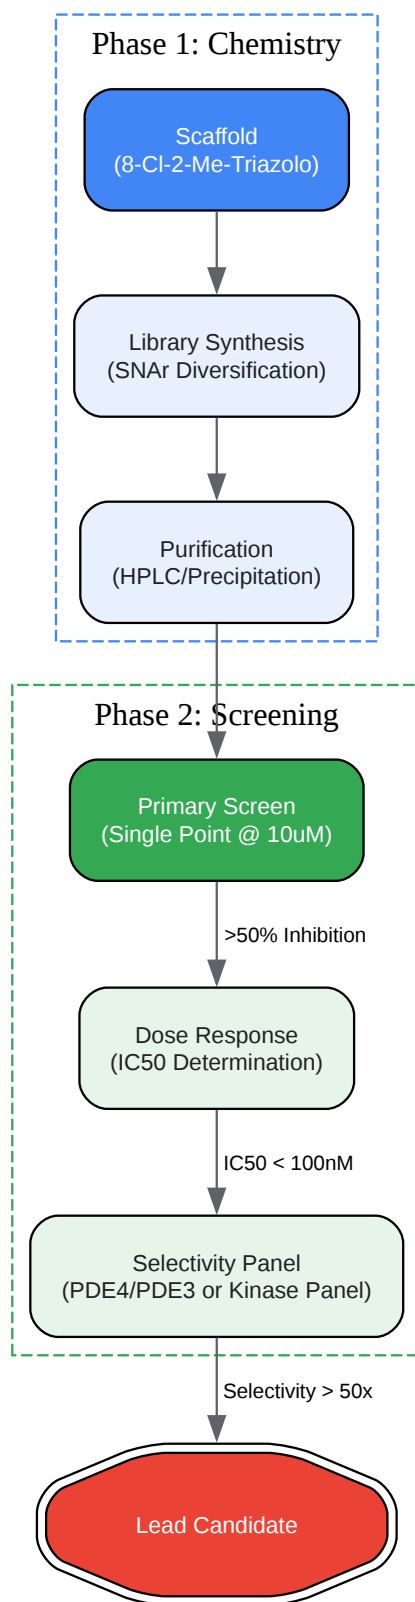 Phase 1: Chemistry
Scaffold
(8-Cl-2-Me-Triazolo)
Library Synthesis
(SNAr Diversification)
Purification
(HPLC/Precipitation)
Phase 2: Screening
Primary Screen
(Single Point @ 10uM)
>50% Inhibition
Dose Response
(IC50 Determination)
IC50 < 100nM
Selectivity Panel
(PDE4/PDE3 or Kinase Panel)
Selectivity > 50x
Lead Candidate